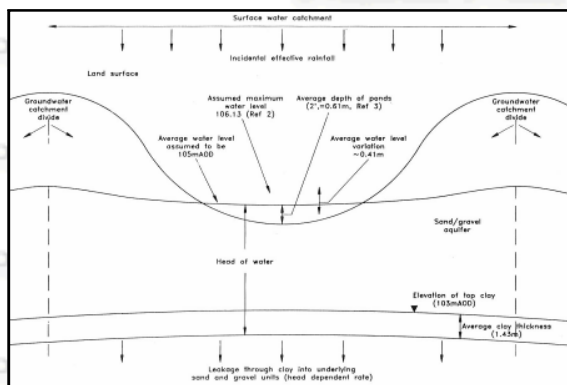 Surface water catchment
Incidental effective rainfall
Land surface
Groundwater
catchment
divide
Assumed maximum
water level
106.13 (Ref 2)
Average depth of ponds
(2',=0.61m, Ref 3)
Groundwater
catchment
divide
Average water level
assumed to be
105mAOD
Average water level
variation
~0.41m
Sand/gravel
aquifer
Head of water
Elevation of top clay
(103mAOD)
Average clay thickness
(1.43m)
Leakage through clay into underlying
sand and gravel units (head dependent rate)